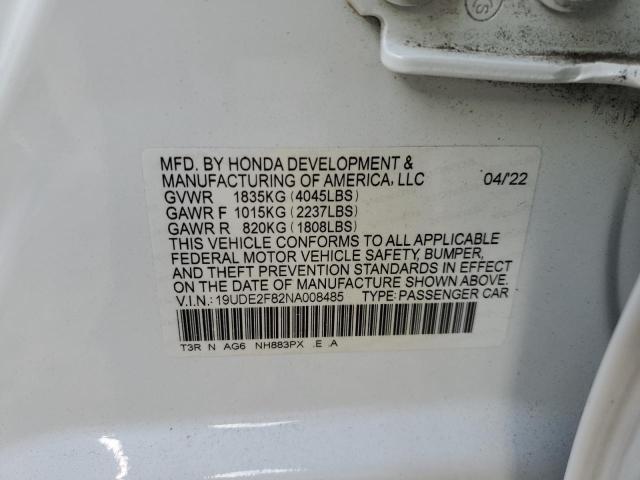 MFD. BY HONDA DEVELOPMENT &
MANUFACTURING OF AMERICA, LLC 04/'22
GVWR 1835KG (4045LBS)
GAWR F 1015KG (2237LBS)
GAWR R 820KG (1808LBS)
THIS VEHICLE CONFORMS TO ALL APPLICABLE
FEDERAL MOTOR VEHICLE SAFETY, BUMPER,
AND THEFT PREVENTION STANDARDS IN EFFECT
ON THE DATE OF MANUFACTURE SHOWN ABOVE.
V.I.N.: 19UDE2F82NA008485 TYPE: PASSENGER CAR
T3R N AG6 NH883PX .E .A